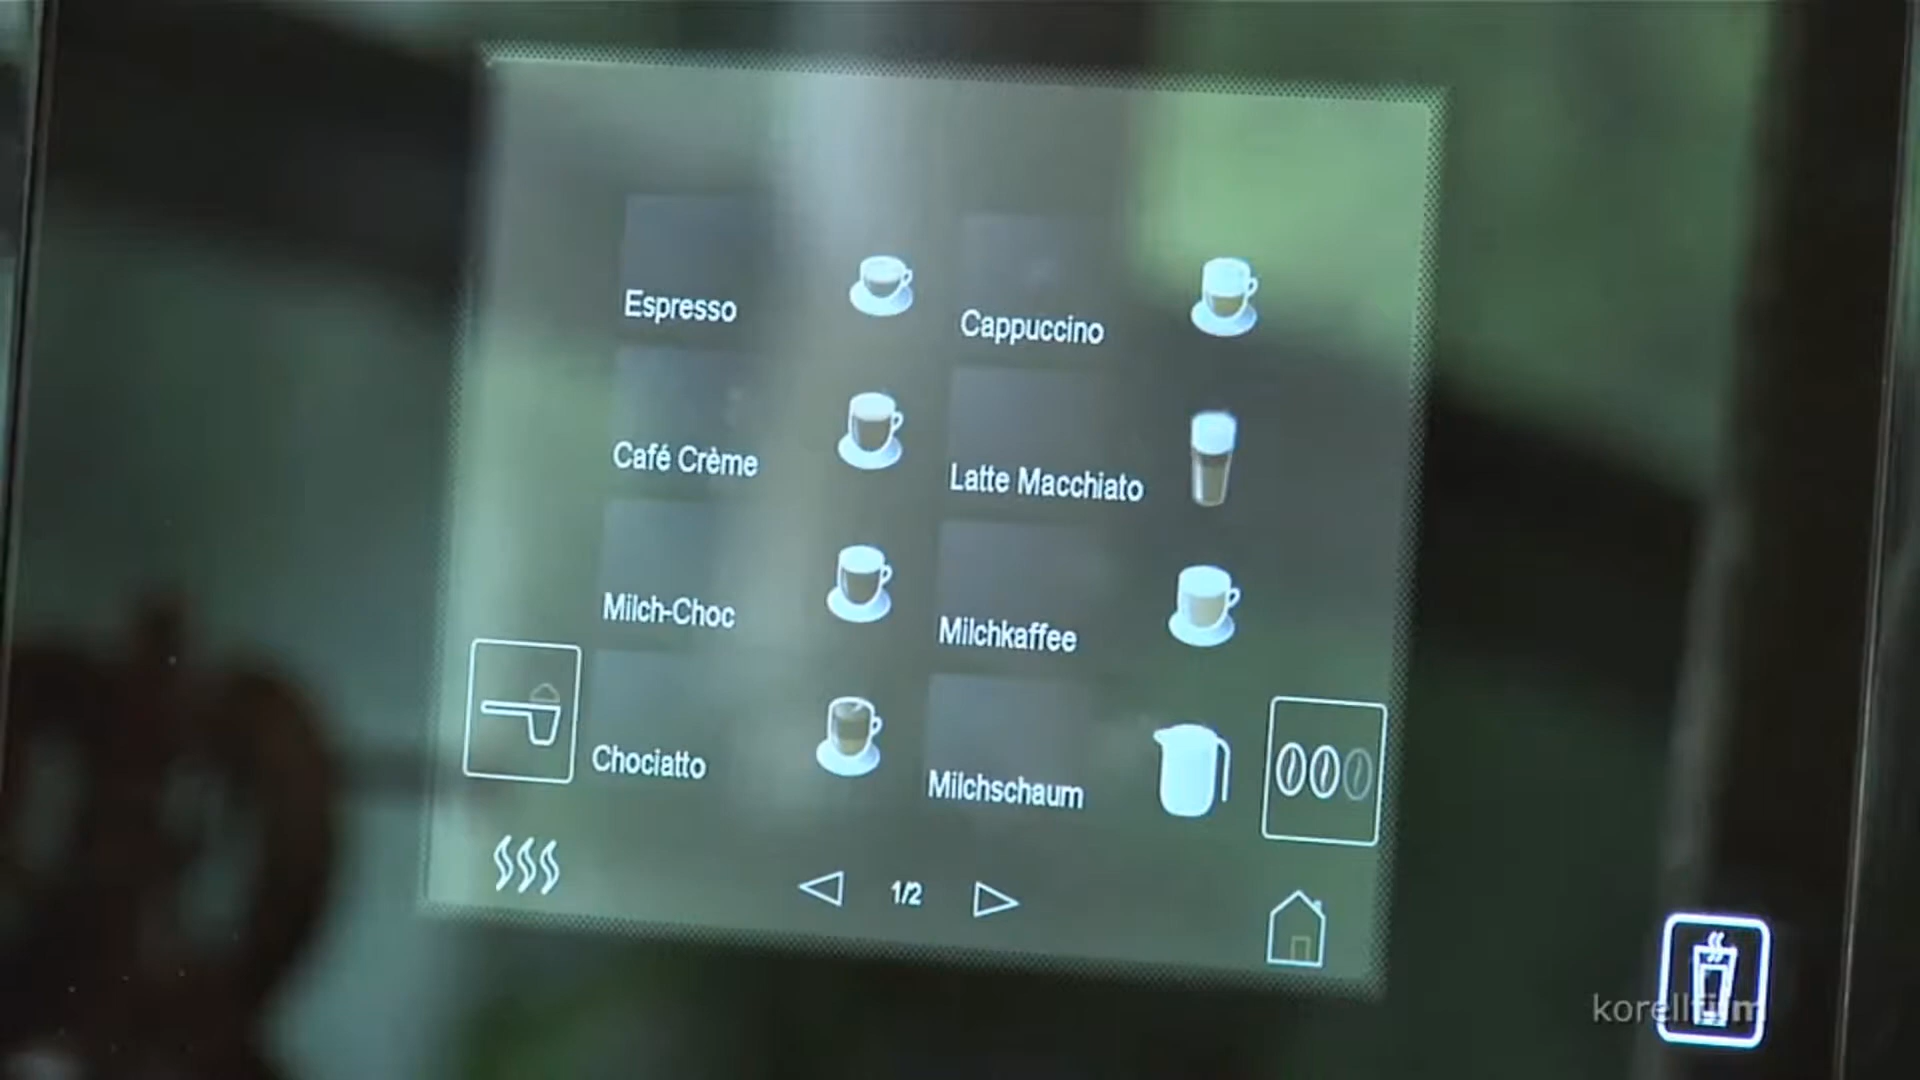 Espresso
Cappuccino
Café Crème
Latte Macchiato
Milch-Choc
Milchkaffee
Chociatto
Milchschaum
1/2
korellfilm